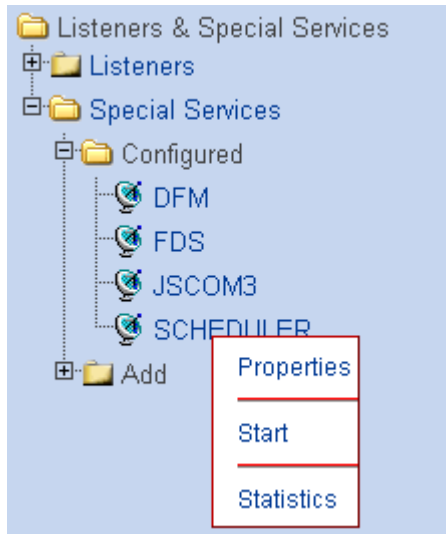 Listeners & Special Services
Listeners
Special Services
Configured
DFM
FDS
JSCOM3
SCHEDULER
Add
Properties
Start
Statistics